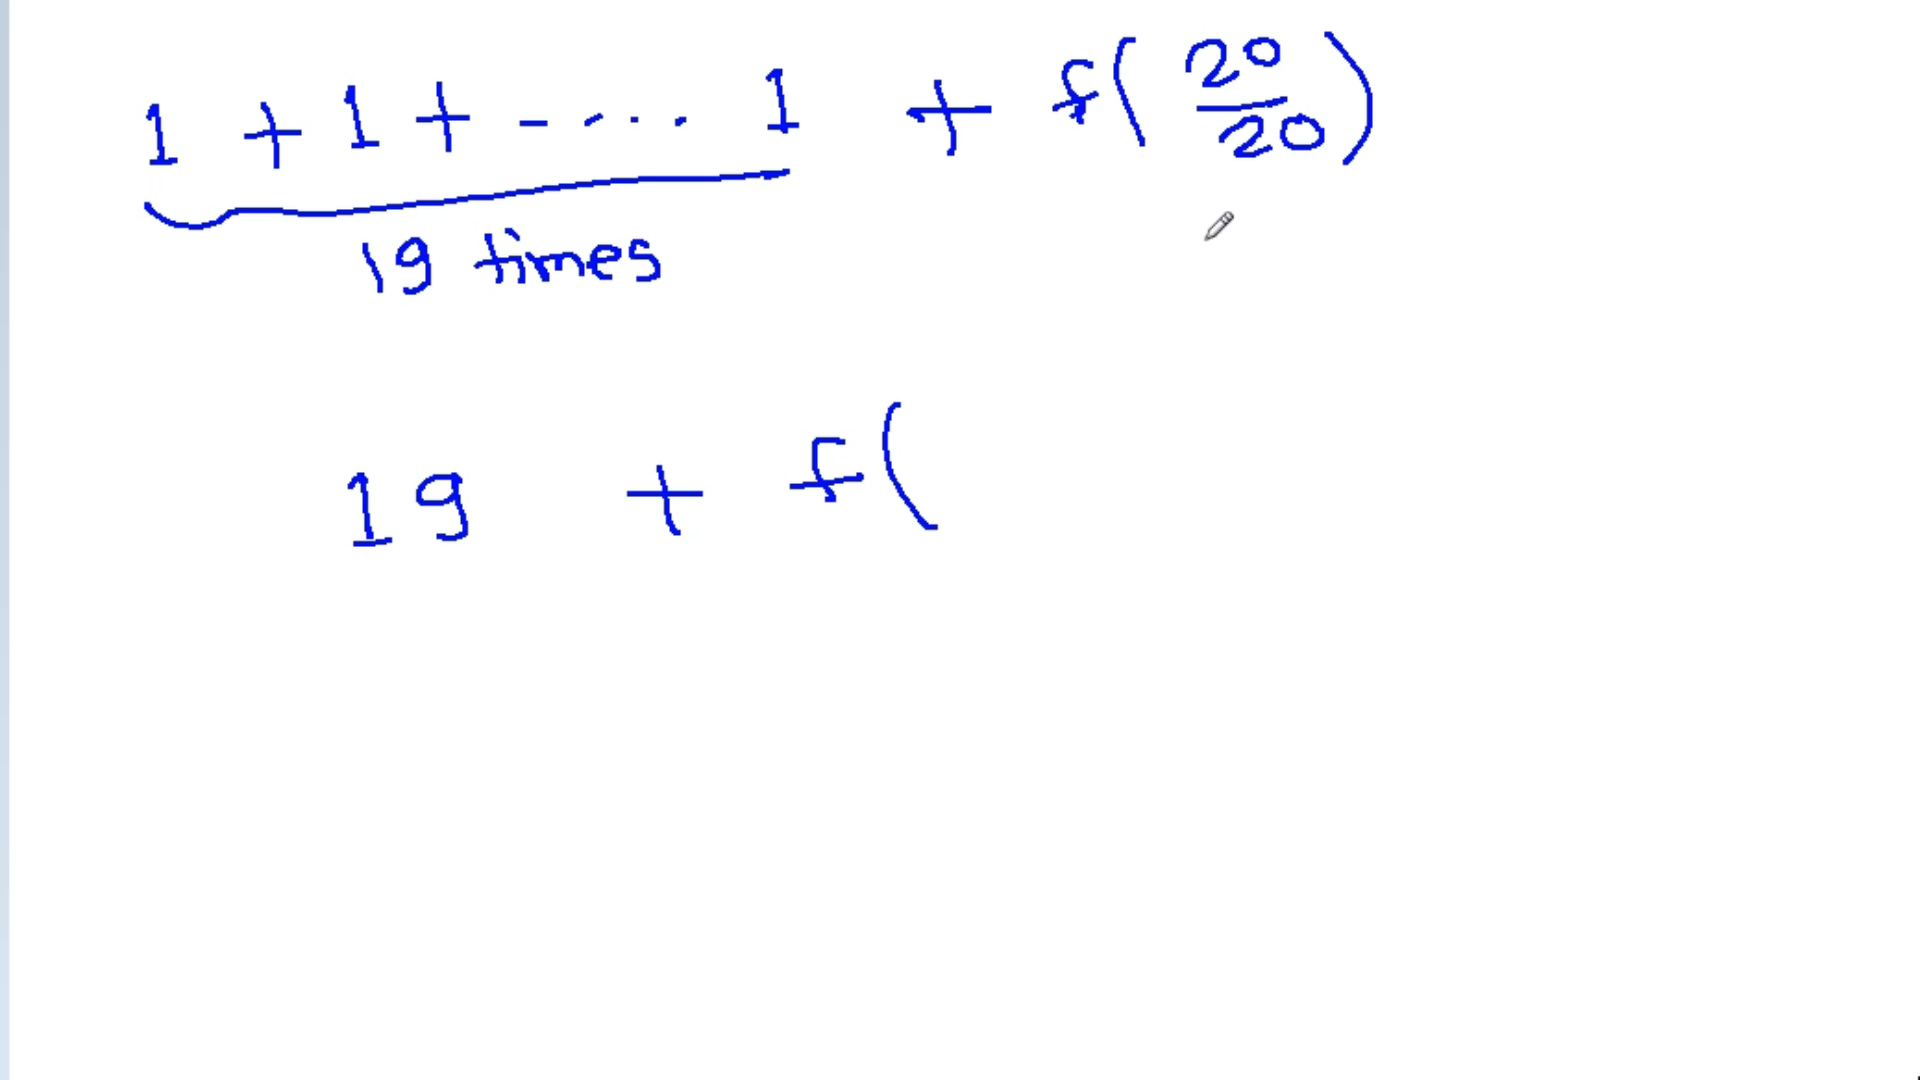 1 + 1 + - .... 1 + f(20/20)
19 times
19 + f(